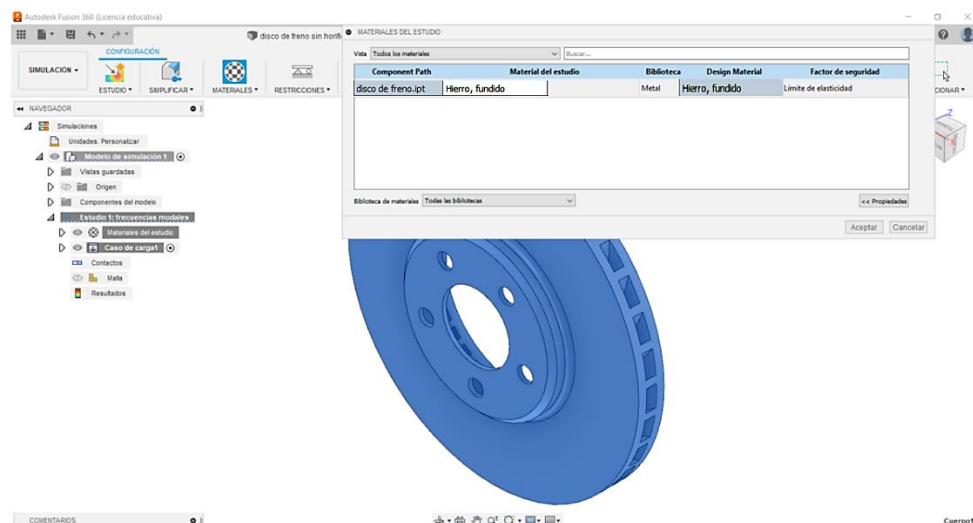 Autodesk Fusion 360 (Licencia educativa)
disco de freno sin horifi
MATERIALES DEL ESTUDIO
Vista Todos los materiales Buscar...
Component Path Material del estudio Biblioteca Design Material Factor de seguridad
disco de freno.ipt Hierro, fundido Metal Hierro, fundido Límite de elasticidad
Biblioteca de materiales Todas las bibliotecas << Propiedades
Aceptar Cancelar
CONFIGURACIÓN
SIMULACIÓN
ESTUDIO SIMPLIFICAR MATERIALES RESTRICCIONES CIONAR
NAVEGADOR
Simulaciones
Unidades: Personalizar
Modelo de simulación 1
Vistas guardadas
Origen
Componentes del modelo
Estudio 1: frecuencias modales
Materiales del estudio
Caso de carga1
Contactos
Malla
Resultados
Z
COMENTARIOS
Cuerpo1